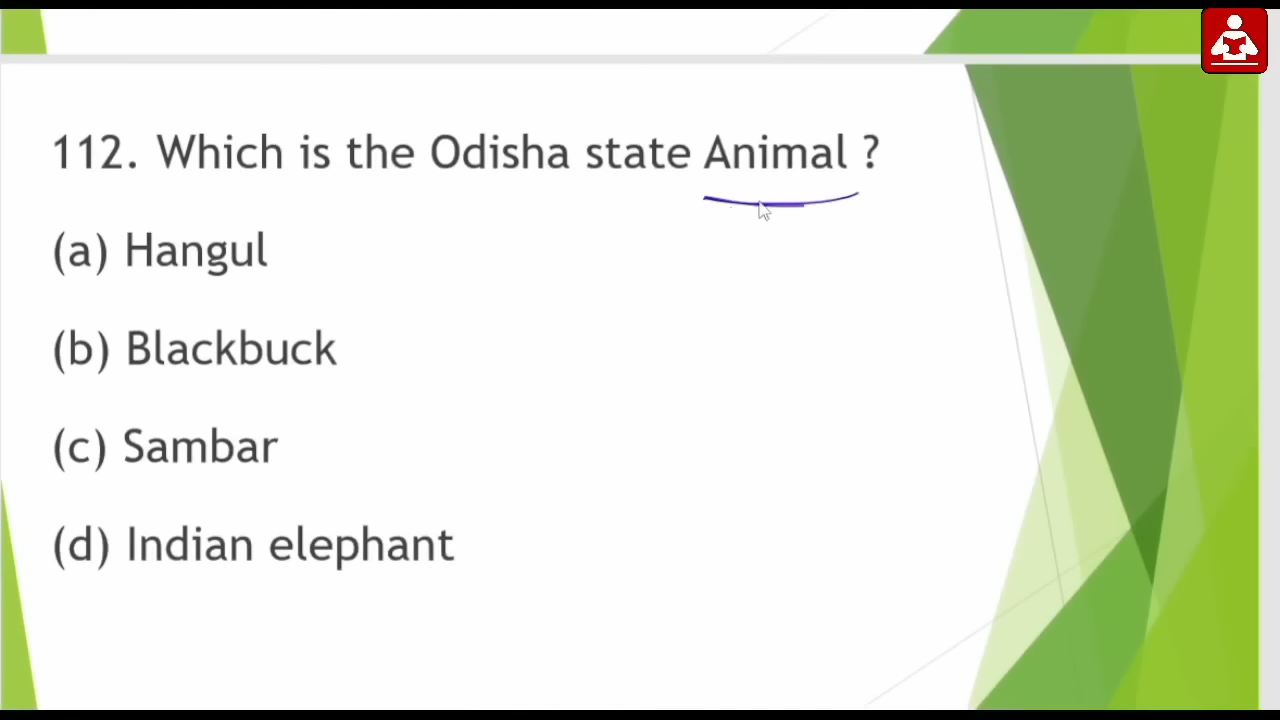 112. Which is the Odisha state Animal ?
(a) Hangul
(b) Blackbuck
(c) Sambar
(d) Indian elephant